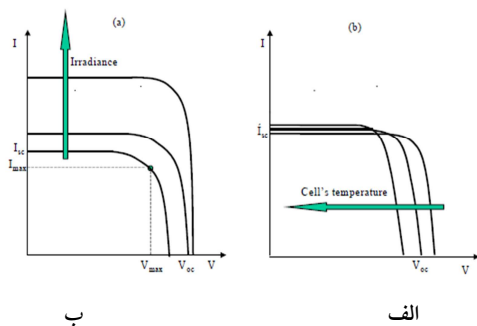 (a)
I
Irradiance
Isc
Imax
Vmax
Voc
V
(b)
I
Isc
Cell's temperature
Voc
V
الف
ب